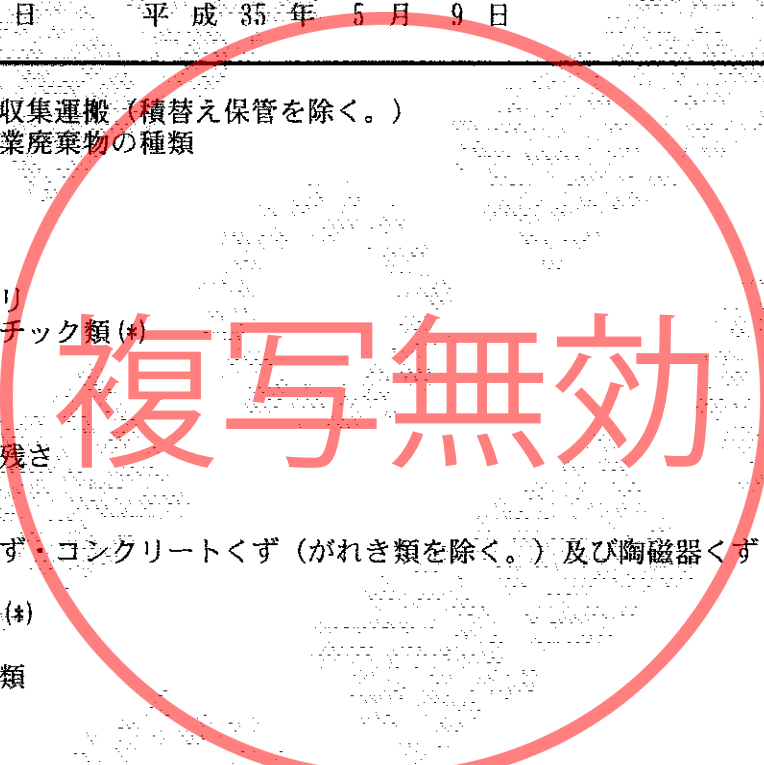 日 平成 35 年 5 月 9 日
収集運搬（積替え保管を除く。）
業廃棄物の種類
リ
チック類(*)
複写無効
残さ
ず・コンクリートくず（がれき類を除く。）及び陶磁器くず
(*)
類